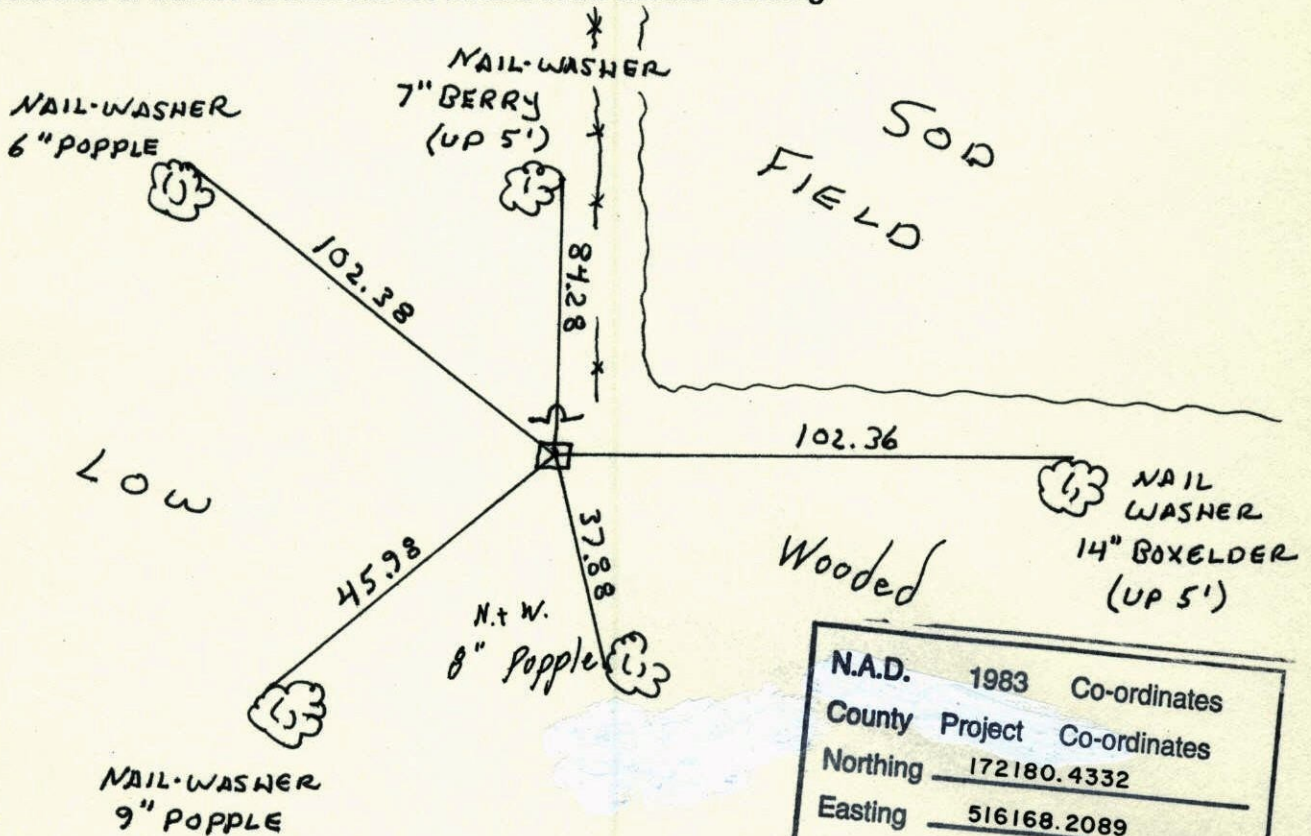 NAIL-WASHER
7" BERRY
(UP 5')
NAIL-WASHER
6" POPPLE
SOD
FIELD
102.38
84.28
102.36
LOW
NAIL
WASHER
14" BOXELDER
(UP 5')
Wooded
45.98
37.88
N.+ W.
8" Popple
NAIL-WASHER
9" POPPLE
N.A.D. 1983 Co-ordinates
County Project Co-ordinates
Northing 172180.4332
Easting 516168.2089